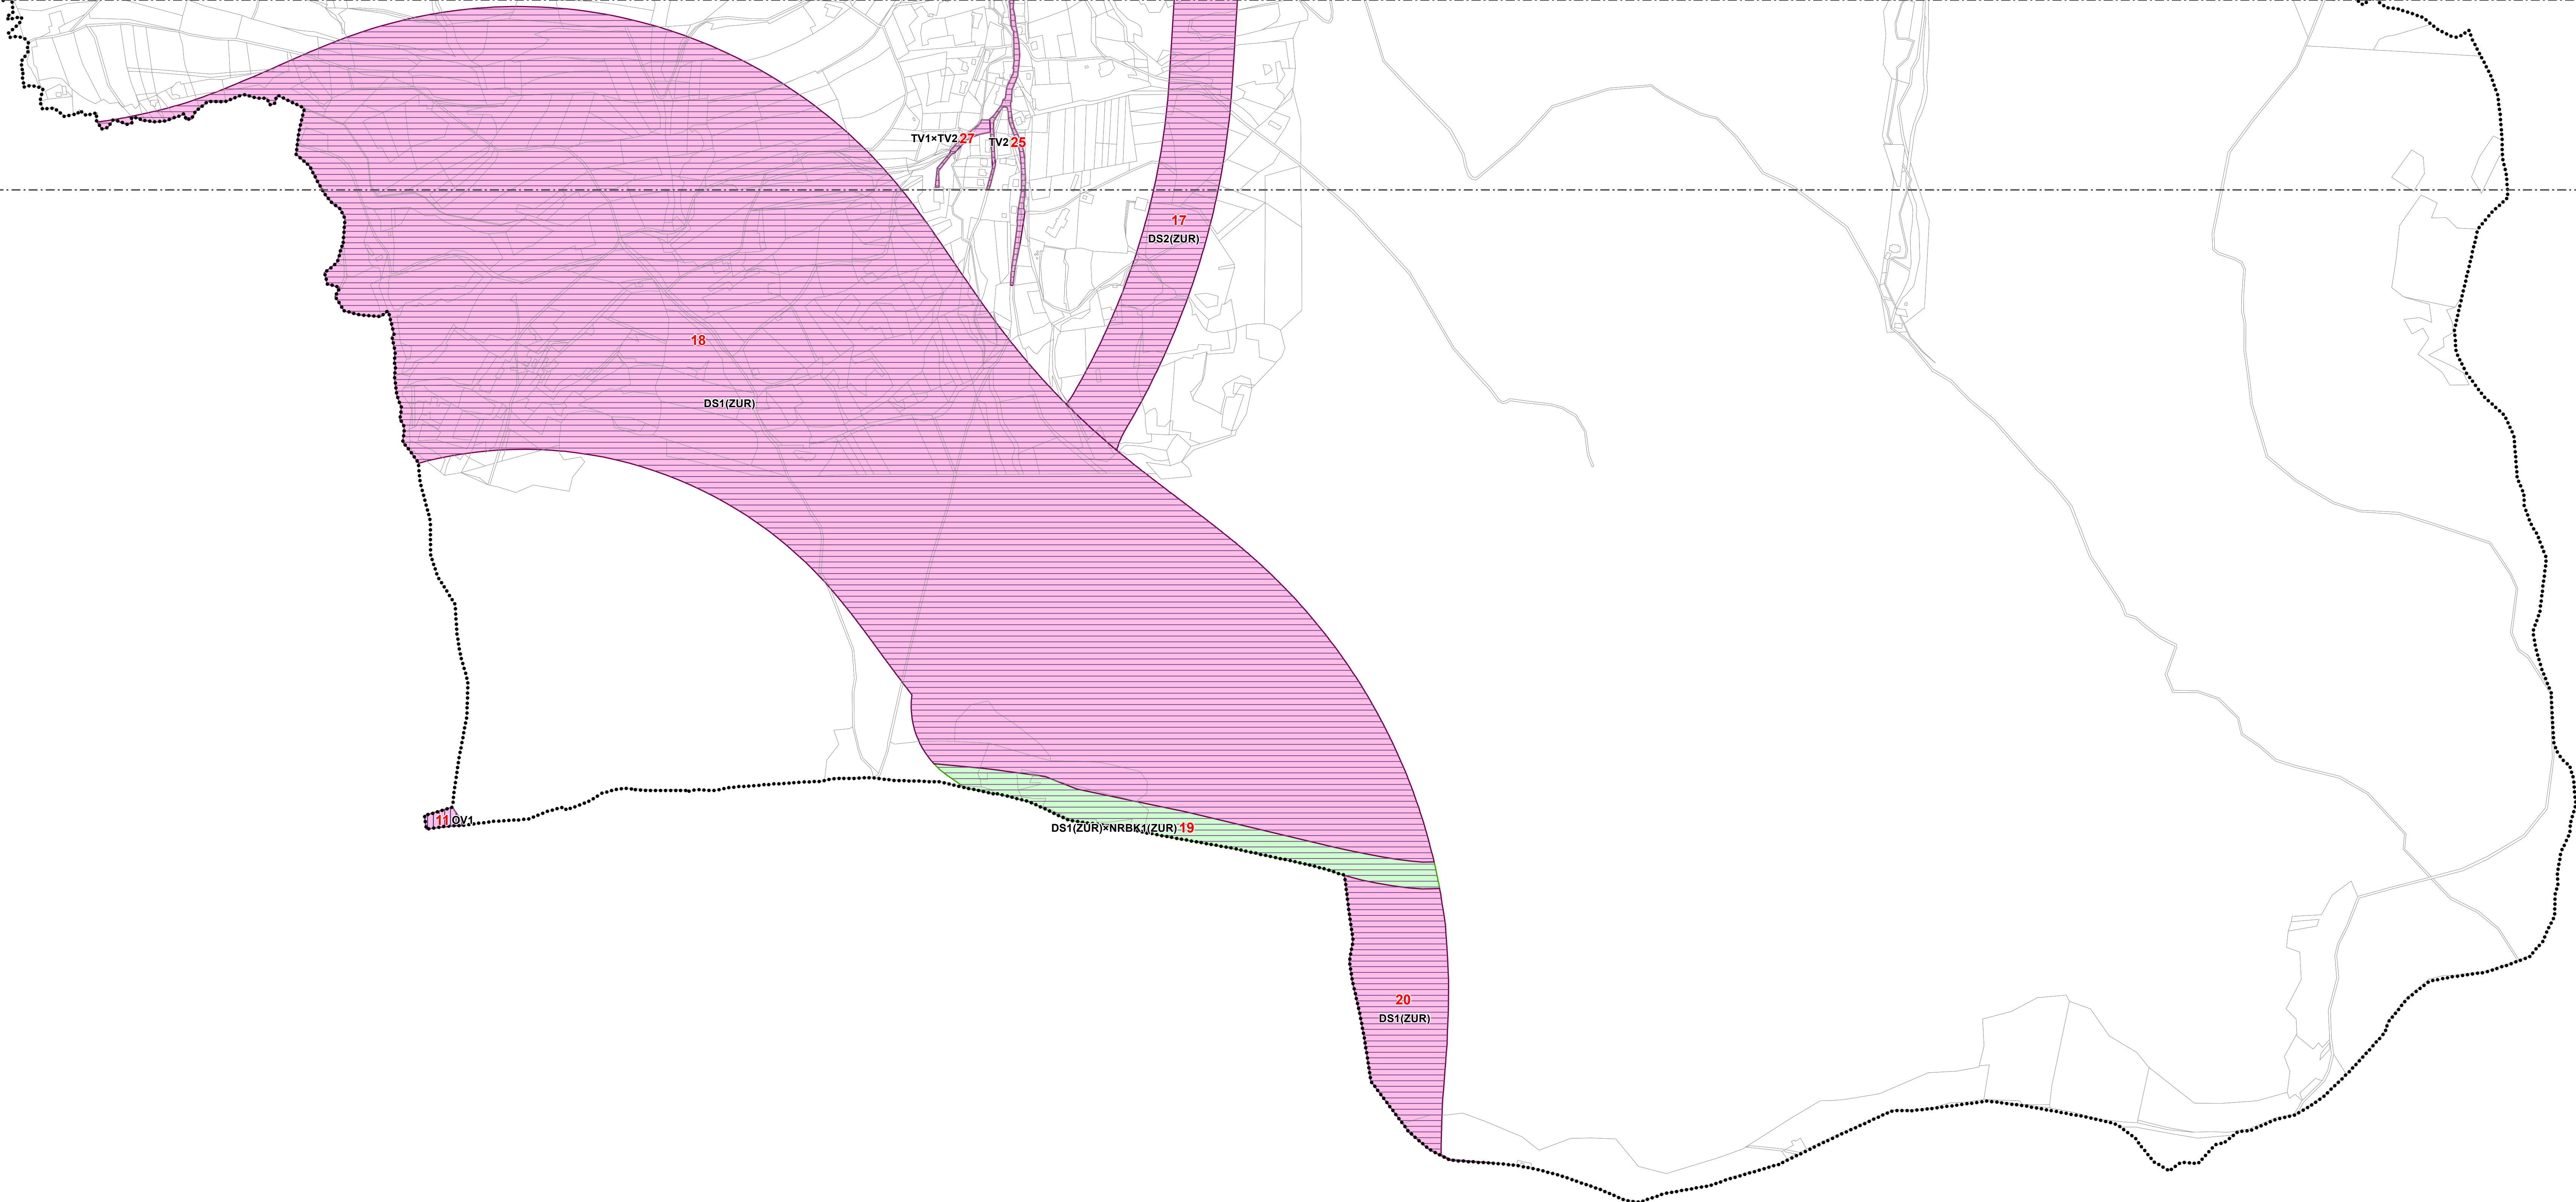 TV1×TV2 27
TV2 25
17
DS2(ZUR)
18
DS1(ZUR)
11 OV1
DS1(ZUR)×NRBK1(ZUR) 19
20
DS1(ZUR)